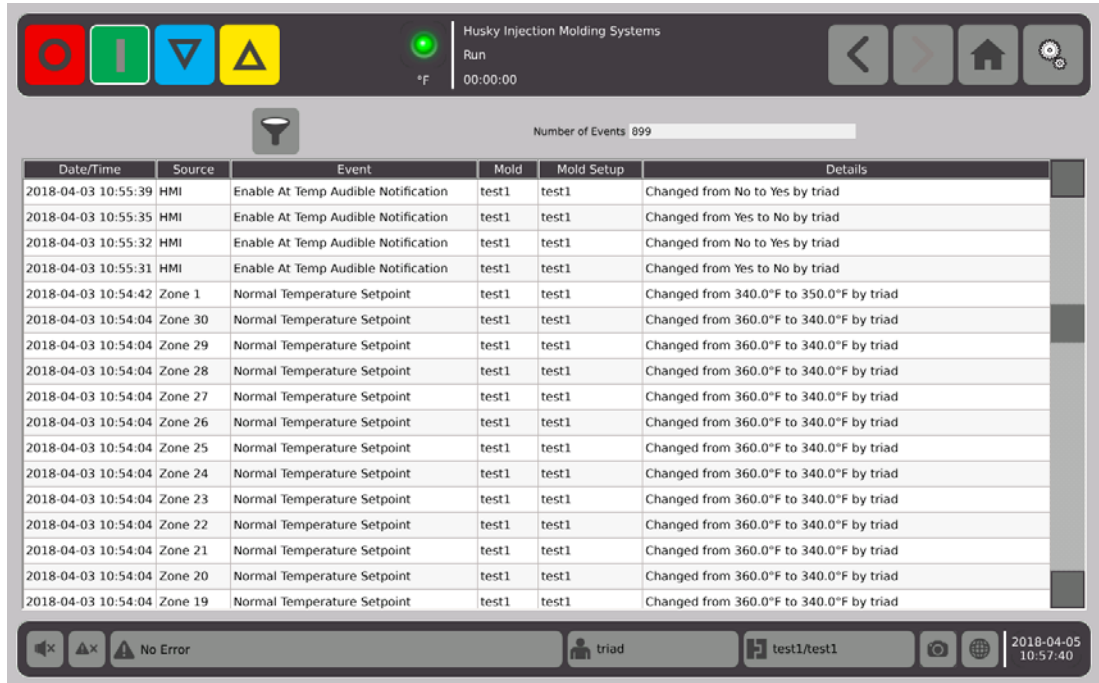 Husky Injection Molding Systems
Run
°F 00:00:00
Number of Events 899
Date/Time Source Event Mold Mold Setup Details
2018-04-03 10:55:39 HMI Enable At Temp Audible Notification test1 test1 Changed from No to Yes by triad
2018-04-03 10:55:35 HMI Enable At Temp Audible Notification test1 test1 Changed from Yes to No by triad
2018-04-03 10:55:32 HMI Enable At Temp Audible Notification test1 test1 Changed from No to Yes by triad
2018-04-03 10:55:31 HMI Enable At Temp Audible Notification test1 test1 Changed from Yes to No by triad
2018-04-03 10:54:42 Zone 1 Normal Temperature Setpoint test1 test1 Changed from 340.0°F to 350.0°F by triad
2018-04-03 10:54:04 Zone 30 Normal Temperature Setpoint test1 test1 Changed from 360.0°F to 340.0°F by triad
2018-04-03 10:54:04 Zone 29 Normal Temperature Setpoint test1 test1 Changed from 360.0°F to 340.0°F by triad
2018-04-03 10:54:04 Zone 28 Normal Temperature Setpoint test1 test1 Changed from 360.0°F to 340.0°F by triad
2018-04-03 10:54:04 Zone 27 Normal Temperature Setpoint test1 test1 Changed from 360.0°F to 340.0°F by triad
2018-04-03 10:54:04 Zone 26 Normal Temperature Setpoint test1 test1 Changed from 360.0°F to 340.0°F by triad
2018-04-03 10:54:04 Zone 25 Normal Temperature Setpoint test1 test1 Changed from 360.0°F to 340.0°F by triad
2018-04-03 10:54:04 Zone 24 Normal Temperature Setpoint test1 test1 Changed from 360.0°F to 340.0°F by triad
2018-04-03 10:54:04 Zone 23 Normal Temperature Setpoint test1 test1 Changed from 360.0°F to 340.0°F by triad
2018-04-03 10:54:04 Zone 22 Normal Temperature Setpoint test1 test1 Changed from 360.0°F to 340.0°F by triad
2018-04-03 10:54:04 Zone 21 Normal Temperature Setpoint test1 test1 Changed from 360.0°F to 340.0°F by triad
2018-04-03 10:54:04 Zone 20 Normal Temperature Setpoint test1 test1 Changed from 360.0°F to 340.0°F by triad
2018-04-03 10:54:04 Zone 19 Normal Temperature Setpoint test1 test1 Changed from 360.0°F to 340.0°F by triad
No Error triad test1/test1 2018-04-05
10:57:40